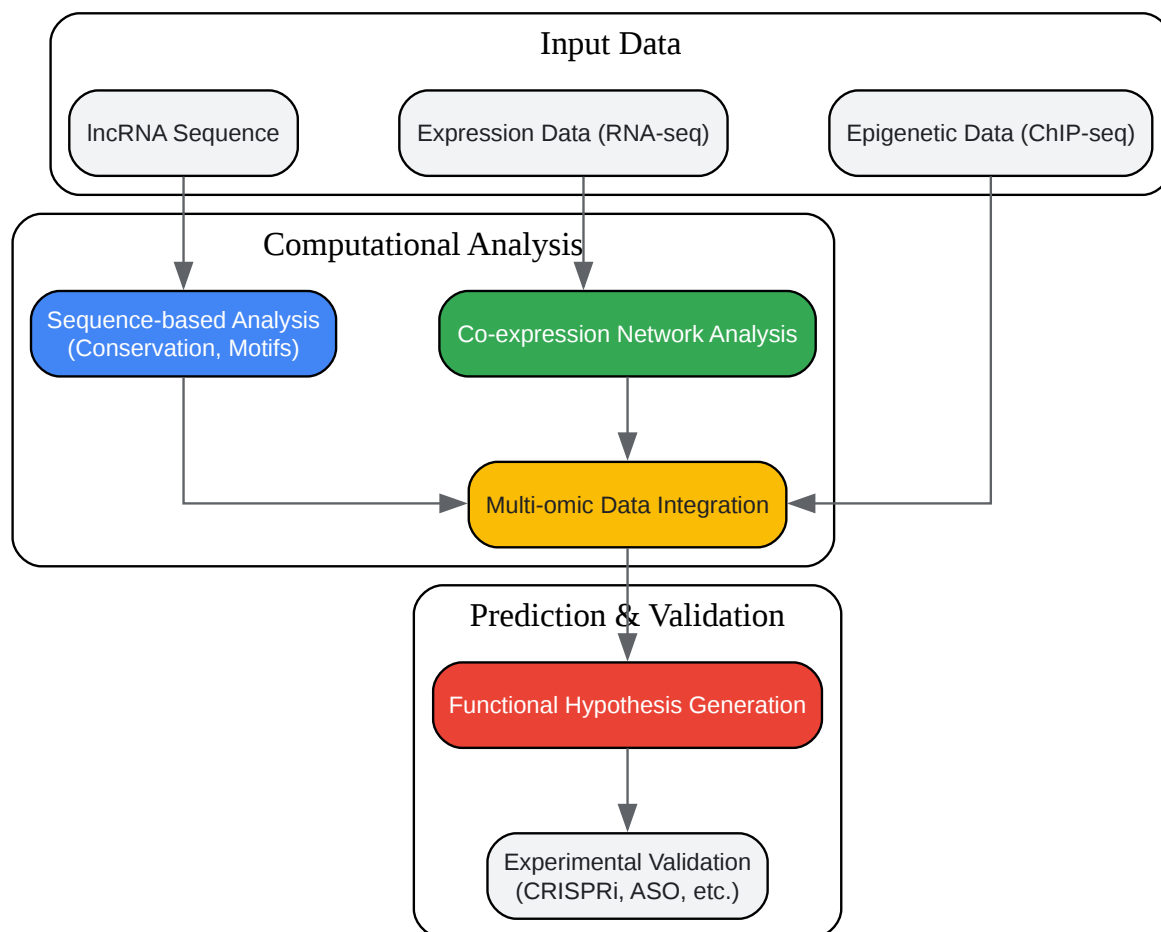 Input Data
lncRNA Sequence
Expression Data (RNA-seq)
Epigenetic Data (ChIP-seq)
Computational Analysis
Sequence-based Analysis
(Conservation, Motifs)
Co-expression Network Analysis
Multi-omic Data Integration
Prediction & Validation
Functional Hypothesis Generation
Experimental Validation
(CRISPRi, ASO, etc.)